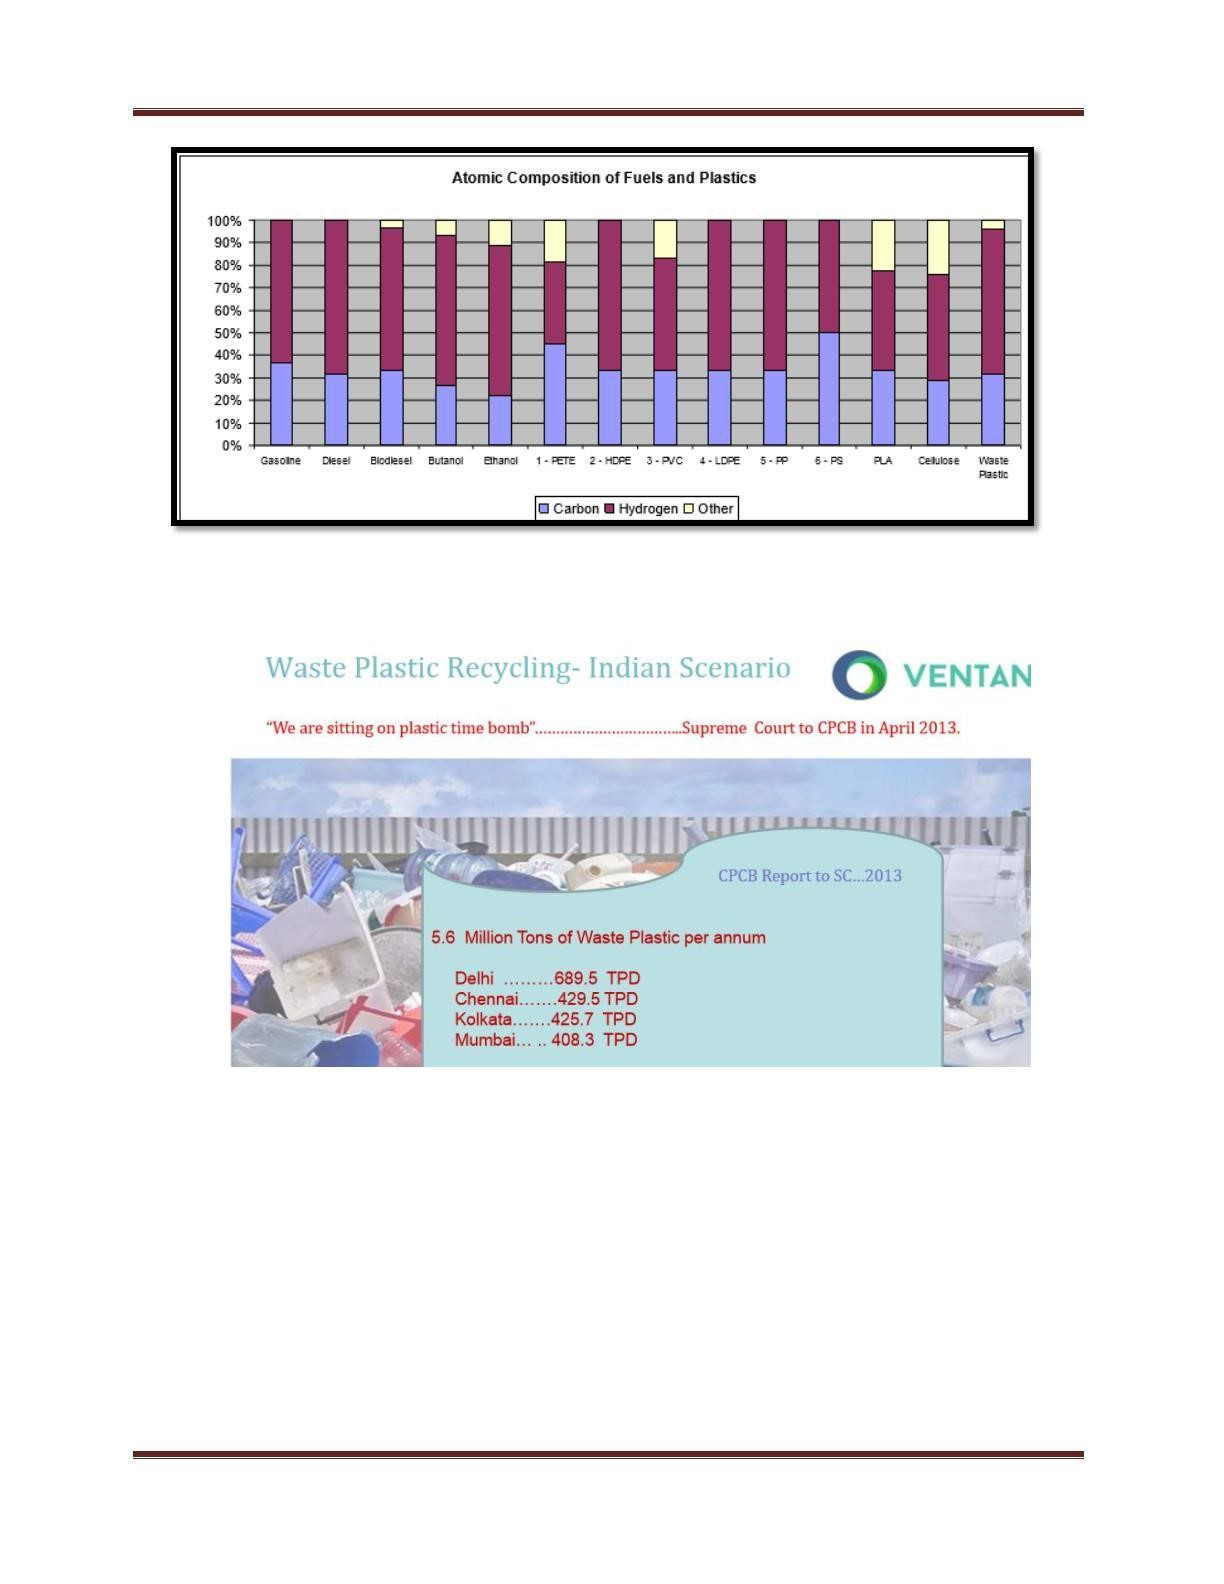 Atomic Composition of Fuels and Plastics
100%
90%
80%
70%
60%
50%
40%
30%
20%
10%
0%
Gasoline Diesel Biodiesel Butanol Ethanol 1 - PETE 2 - HDPE 3 - PVC 4 - LDPE 5 - PP 6 - PS PLA Cellulose Waste
Plastic
Carbon Hydrogen Other
Waste Plastic Recycling- Indian Scenario
VENTAN
“We are sitting on plastic time bomb”……………………………..Supreme Court to CPCB in April 2013.
CPCB Report to SC…2013
5.6 Million Tons of Waste Plastic per annum
Delhi ………689.5 TPD
Chennai…….429.5 TPD
Kolkata…….425.7 TPD
Mumbai… .. 408.3 TPD